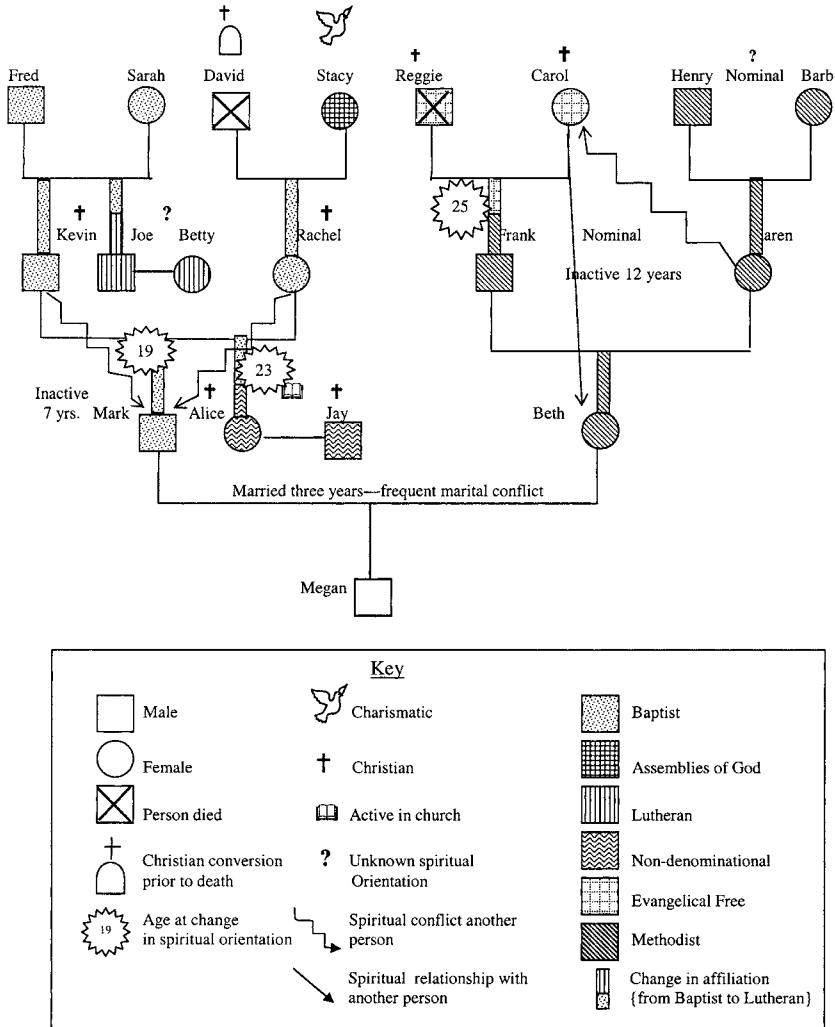 Fred Sarah David Stacy Reggie Carol Henry Nominal Barb
?
25
Kevin Joe Betty Rachel Frank Nominal aren
?
Inactive 12 years
19
23
Inactive
7 yrs. Mark Alice Jay Beth
Married three years—frequent marital conflict
Megan
Key
Male
Charismatic
Baptist
Female
Christian
Assemblies of God
Person died
Active in church
Lutheran
Christian conversion
prior to death
? Unknown spiritual
Orientation
Non-denominational
Evangelical Free
19
Age at change
in spiritual orientation
Spiritual conflict another
person
Methodist
Spiritual relationship with
another person
Change in affiliation
{from Baptist to Lutheran}